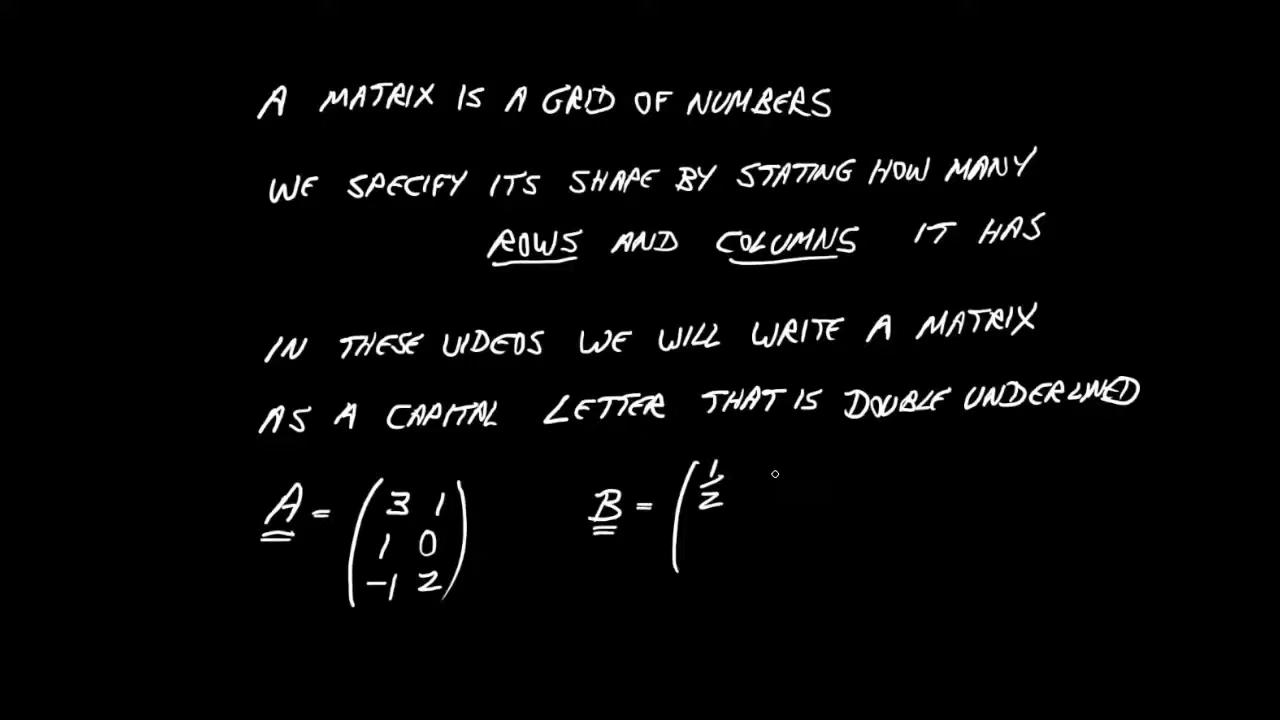 A MATRIX IS A GRID OF NUMBERS
WE SPECIFY ITS SHAPE BY STATING HOW MANY
ROWS AND COLUMNS IT HAS
IN THESE VIDEOS WE WILL WRITE A MATRIX
AS A CAPITAL LETTER THAT IS DOUBLE UNDERLINED
A = ( 3 1
1 0
-1 2 )
B = ( 1/2